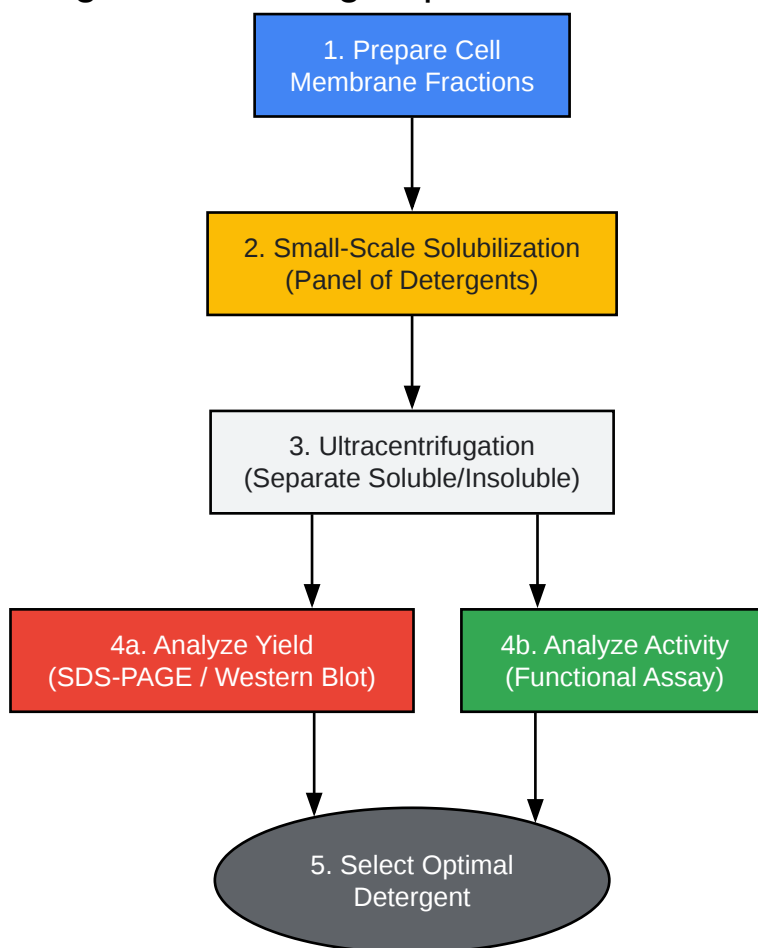 1. Prepare Cell
Membrane Fractions
2. Small-Scale Solubilization
(Panel of Detergents)
3. Ultracentrifugation
(Separate Soluble/Insoluble)
4a. Analyze Yield
(SDS-PAGE / Western Blot)
4b. Analyze Activity
(Functional Assay)
5. Select Optimal
Detergent